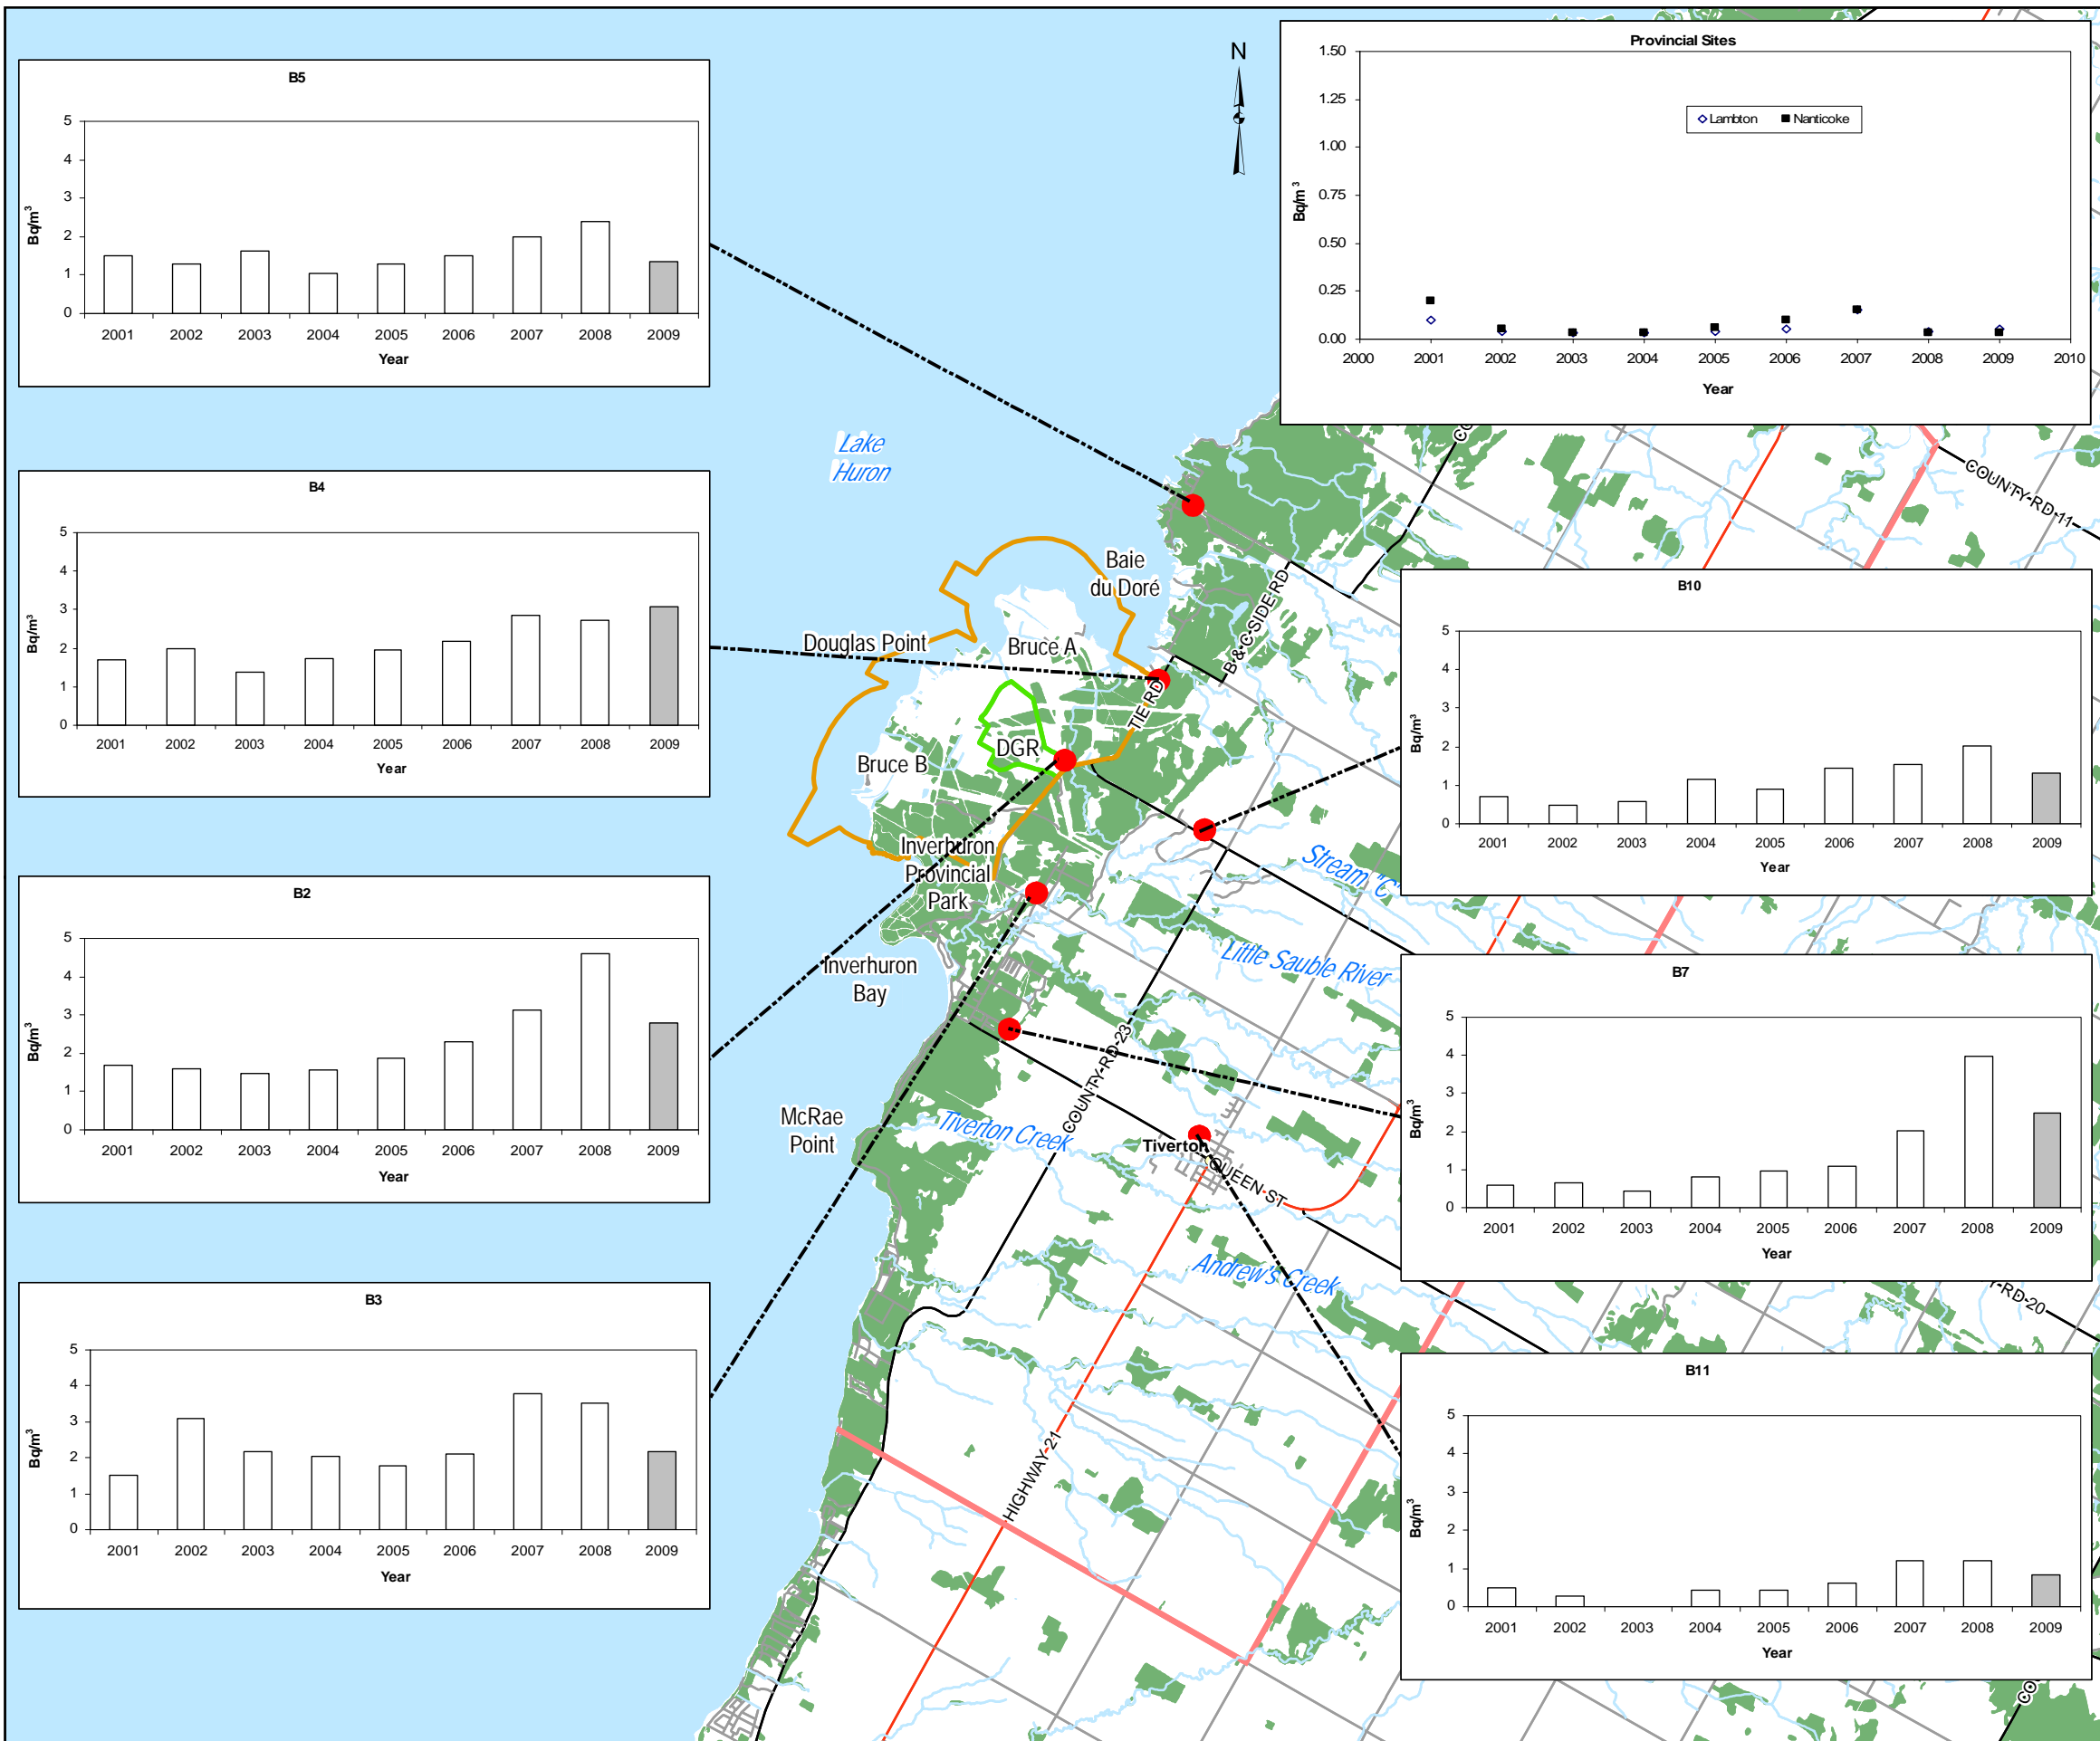 B5
5
4
3
2
1
0
Bq/m³
2001 2002 2003 2004 2005 2006 2007 2008 2009
Year
N
Provincial Sites
1.50
1.25
1.00
0.75
0.50
0.25
0.00
Bq/m³
Lambton Nanticoke
2000 2001 2002 2003 2004 2005 2006 2007 2008 2009 2010
Year
B4
5
4
3
2
1
0
Bq/m³
2001 2002 2003 2004 2005 2006 2007 2008 2009
Year
B2
5
4
3
2
1
0
Bq/m³
2001 2002 2003 2004 2005 2006 2007 2008 2009
Year
B3
5
4
3
2
1
0
Bq/m³
2001 2002 2003 2004 2005 2006 2007 2008 2009
Year
Lake
Huron
Baie
du Doré
Douglas Point
Bruce A
B & C SIDE RD
TIE RD
DGR
Bruce B
Inverhuron
Provincial
Park
Inverhuron
Bay
McRae
Point
Stream "C"
Little Sauble River
COUNTY-RD-23
Tiverton Creek
Tiverton
QUEEN ST
Andrew's Creek
HIGHWAY-21
COUNTY-RD-11
B10
5
4
3
2
1
0
Bq/m³
2001 2002 2003 2004 2005 2006 2007 2008 2009
Year
B7
5
4
3
2
1
0
Bq/m³
2001 2002 2003 2004 2005 2006 2007 2008 2009
Year
RD-20
B11
5
4
3
2
1
0
Bq/m³
2001 2002 2003 2004 2005 2006 2007 2008 2009
Year
CO